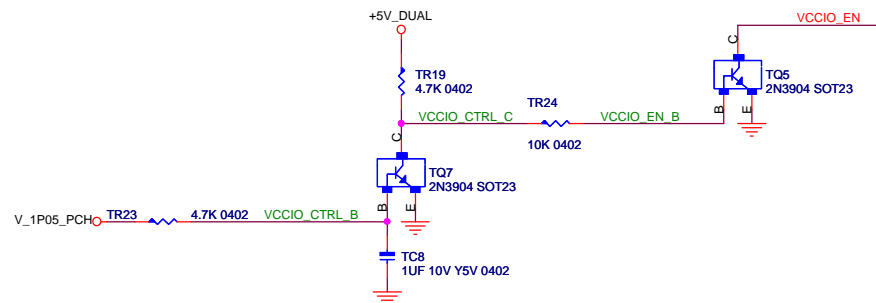 +5V_DUAL
VCCIO_EN
C
TR19
4.7K 0402
TQ5
2N3904 SOT23
TR24
VCCIO_CTRL_C
VCCIO_EN_B
B
E
10K 0402
C
TQ7
2N3904 SOT23
B
E
V_1P05_PCH
TR23
4.7K 0402
VCCIO_CTRL_B
TC8
1UF 10V Y5V 0402